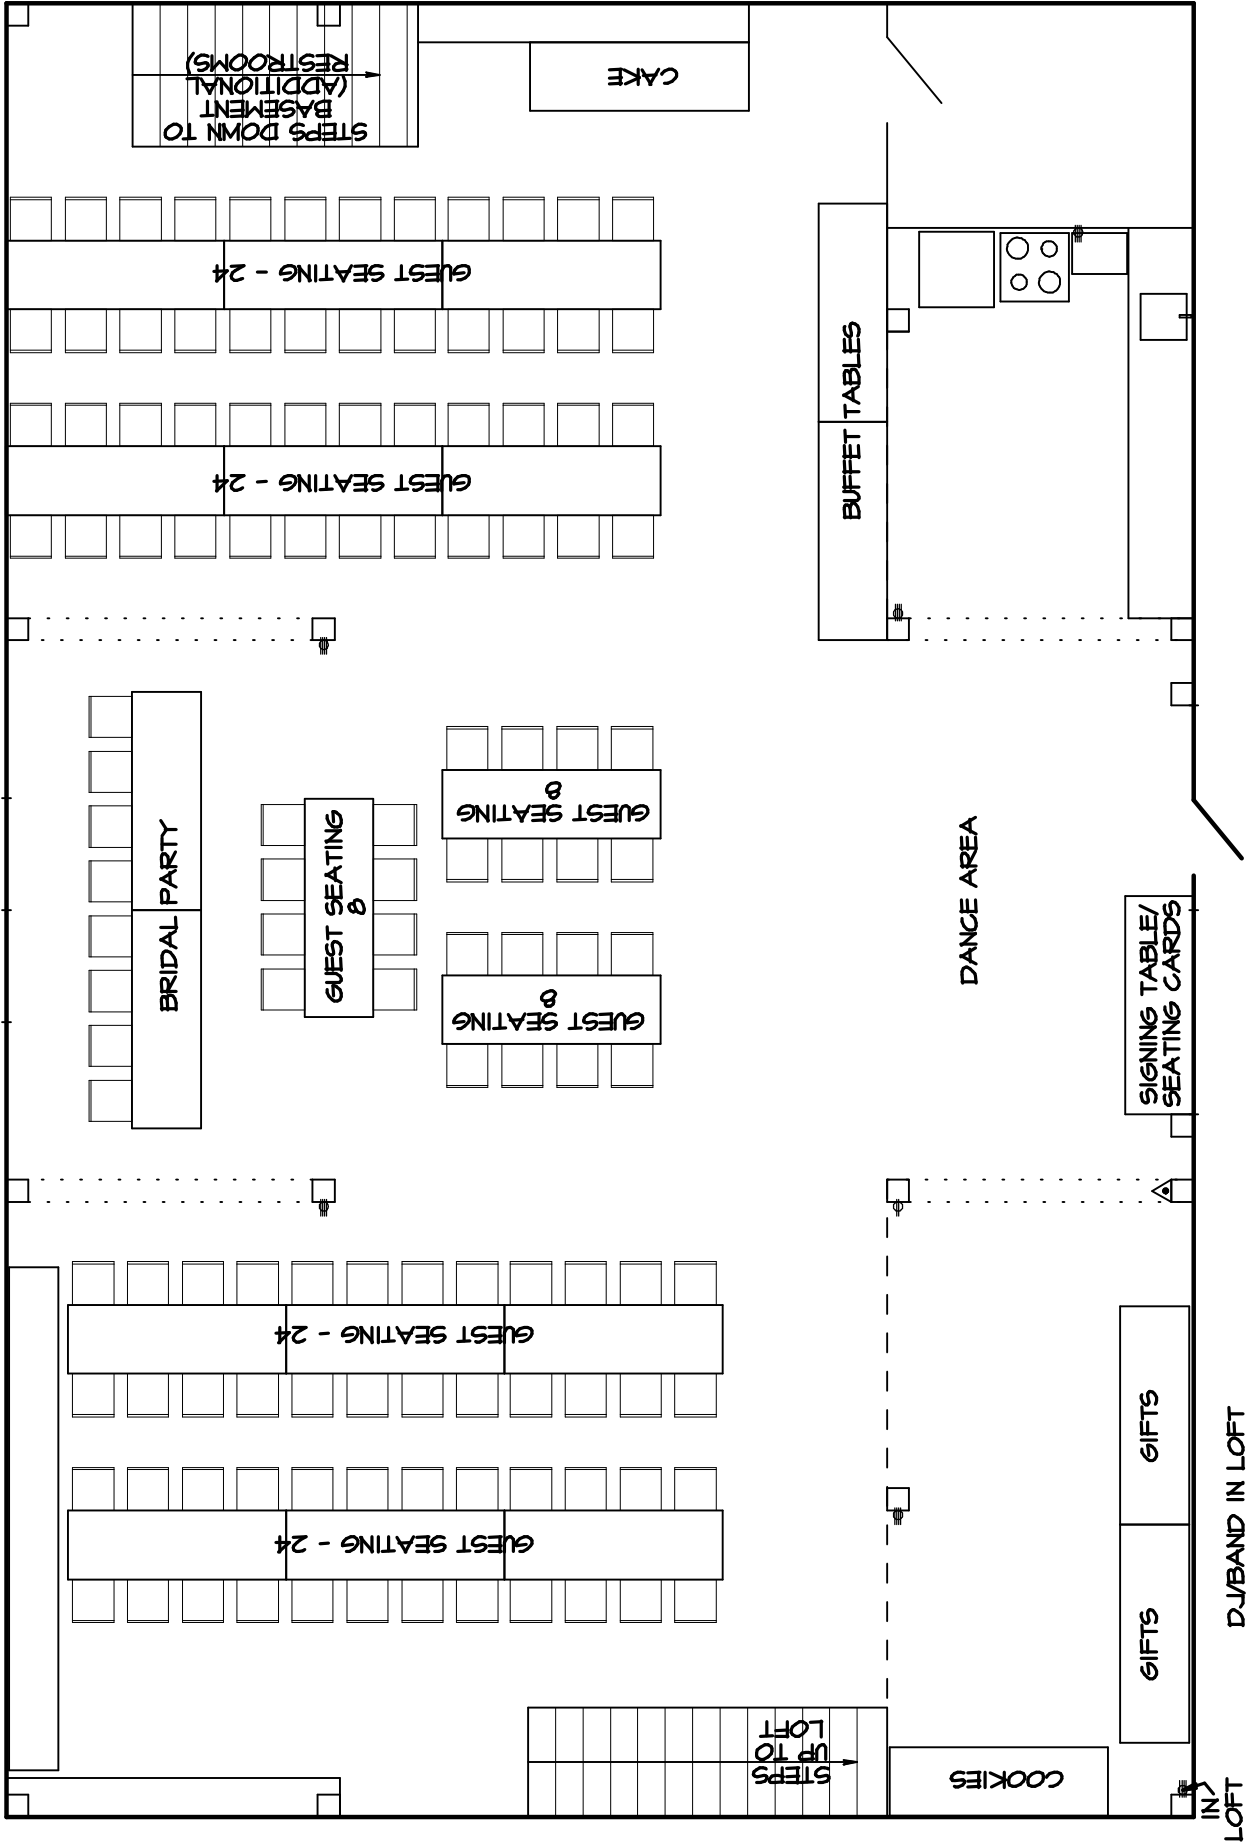 STEPS DOWN TO
BASEMENT
(ADDITIONAL
RESTROOMS)
CAKE
GUEST SEATING - 24
GUEST SEATING - 24
BUFFET TABLES
BRIDAL PARTY
GUEST SEATING
8
GUEST SEATING
8
GUEST SEATING
8
DANCE AREA
SIGNING TABLE/
SEATING CARDS
GUEST SEATING - 24
GUEST SEATING - 24
GIFTS
GIFTS
STEPS
UP TO
LOFT
COOKIES
DJ/BAND IN LOFT
IN
LOFT